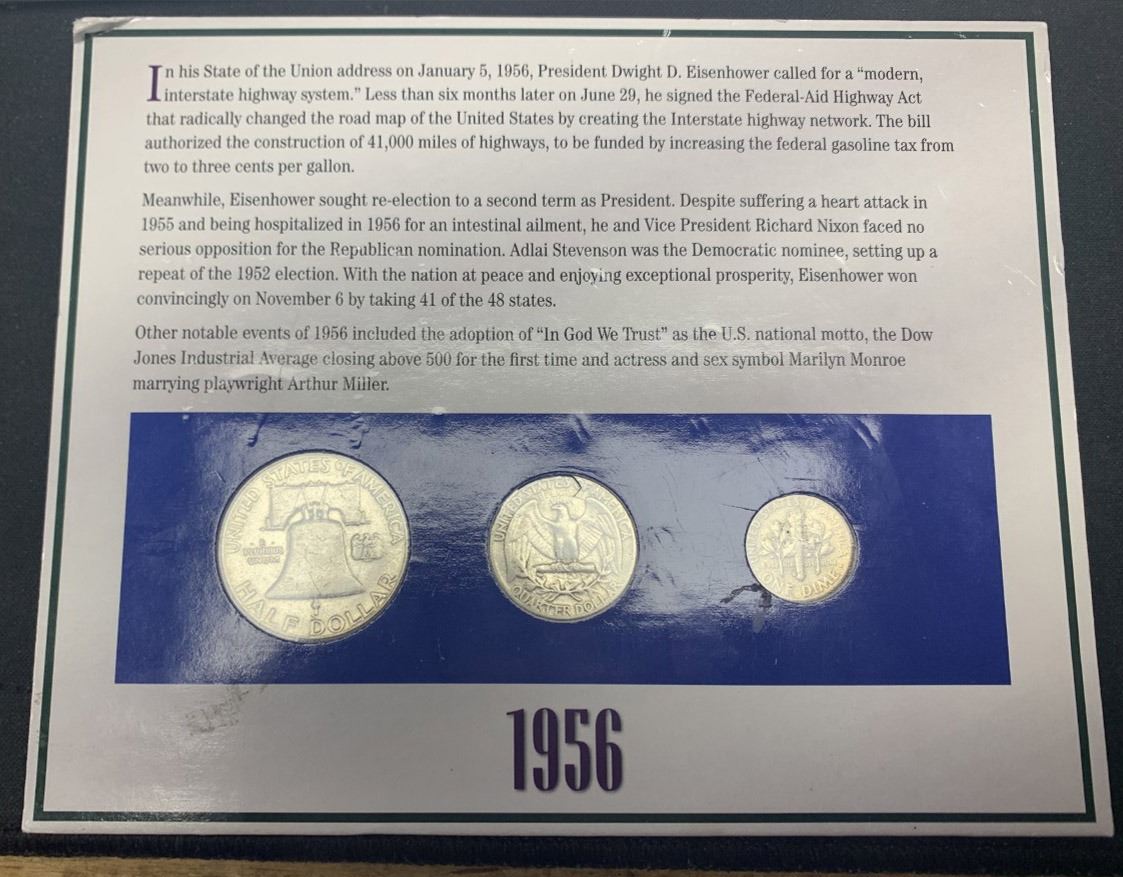 In his State of the Union address on January 5, 1956, President Dwight D. Eisenhower called for a “modern,
interstate highway system.” Less than six months later on June 29, he signed the Federal-Aid Highway Act
that radically changed the road map of the United States by creating the Interstate highway network. The bill
authorized the construction of 41,000 miles of highways, to be funded by increasing the federal gasoline tax from
two to three cents per gallon.
Meanwhile, Eisenhower sought re-election to a second term as President. Despite suffering a heart attack in
1955 and being hospitalized in 1956 for an intestinal ailment, he and Vice President Richard Nixon faced no
serious opposition for the Republican nomination. Adlai Stevenson was the Democratic nominee, setting up a
repeat of the 1952 election. With the nation at peace and enjoying exceptional prosperity, Eisenhower won
convincingly on November 6 by taking 41 of the 48 states.
Other notable events of 1956 included the adoption of “In God We Trust” as the U.S. national motto, the Dow
Jones Industrial Average closing above 500 for the first time and actress and sex symbol Marilyn Monroe
marrying playwright Arthur Miller.
UNITED STATES OF AMERICA
HALF DOLLAR
QUARTER DOLLAR
ONE DIME
1956